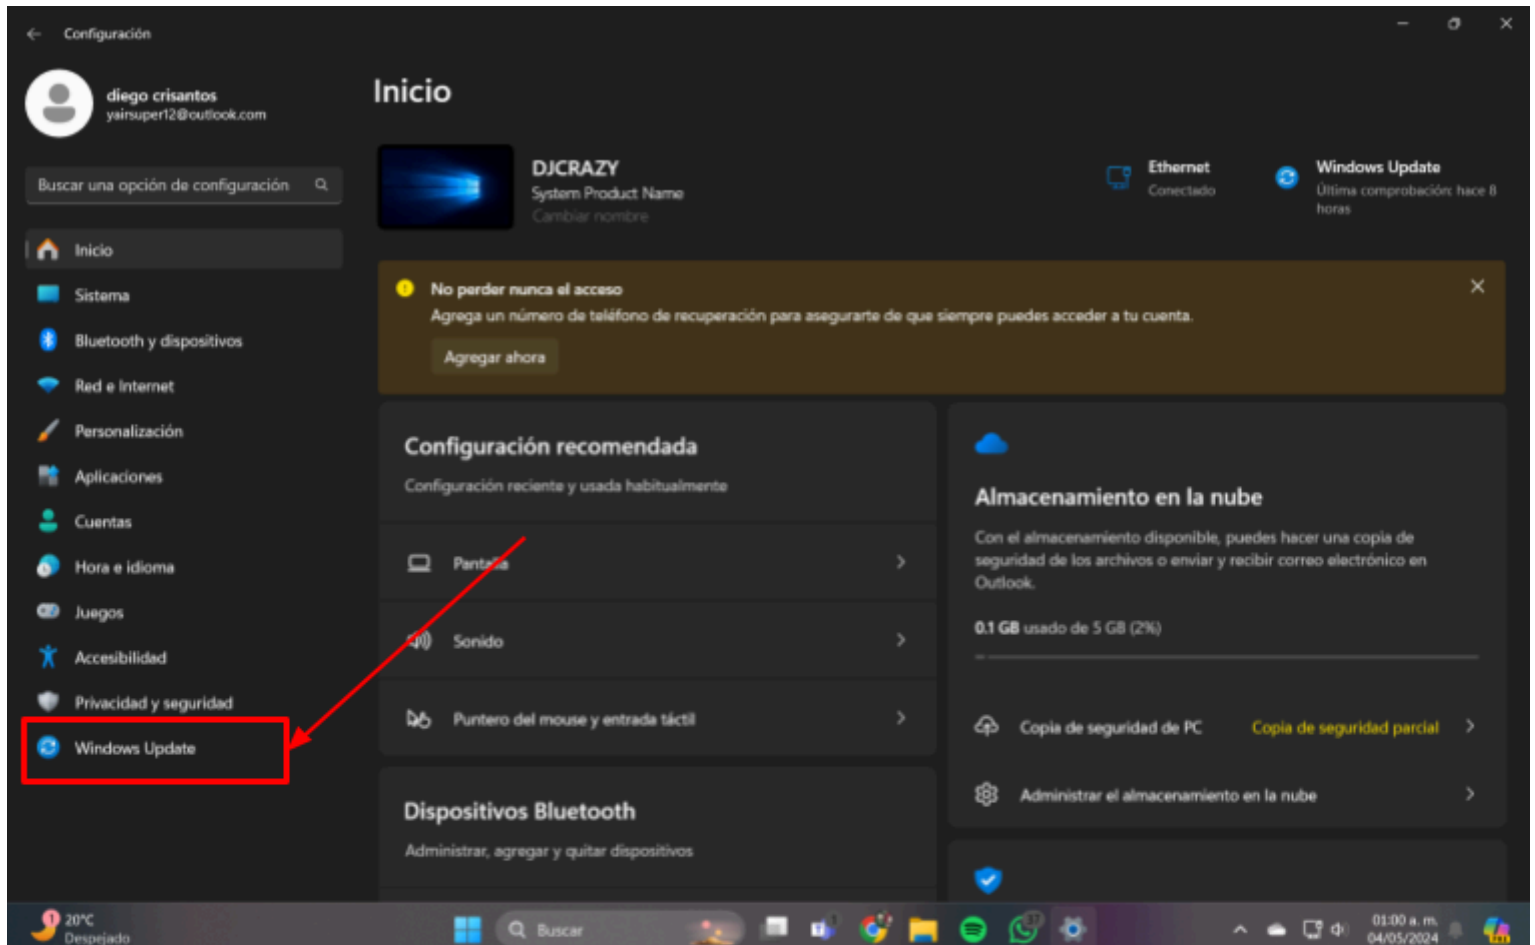 Configuración
diego crisantos
yairsuper12@outlook.com
Buscar una opción de configuración
Inicio
Sistema
Bluetooth y dispositivos
Red e Internet
Personalización
Aplicaciones
Cuentas
Hora e idioma
Juegos
Accesibilidad
Privacidad y seguridad
Windows Update
Inicio
DJCRAZY
System Product Name
Cambiar nombre
Ethernet
Conectado
Windows Update
Última comprobación: hace 8
horas
No perder nunca el acceso
Agrega un número de teléfono de recuperación para asegurarte de que siempre puedes acceder a tu cuenta.
Agregar ahora
Configuración recomendada
Configuración reciente y usada habitualmente
Pantalla
Sonido
Puntero del mouse y entrada táctil
Dispositivos Bluetooth
Administrar, agregar y quitar dispositivos
Almacenamiento en la nube
Con el almacenamiento disponible, puedes hacer una copia de
seguridad de los archivos o enviar y recibir correo electrónico en
Outlook.
0.1 GB usado de 5 GB (2%)
Copia de seguridad de PC Copia de seguridad parcial
Administrar el almacenamiento en la nube
1
20°C
Despejado
Buscar
01:00 a. m.
04/05/2024